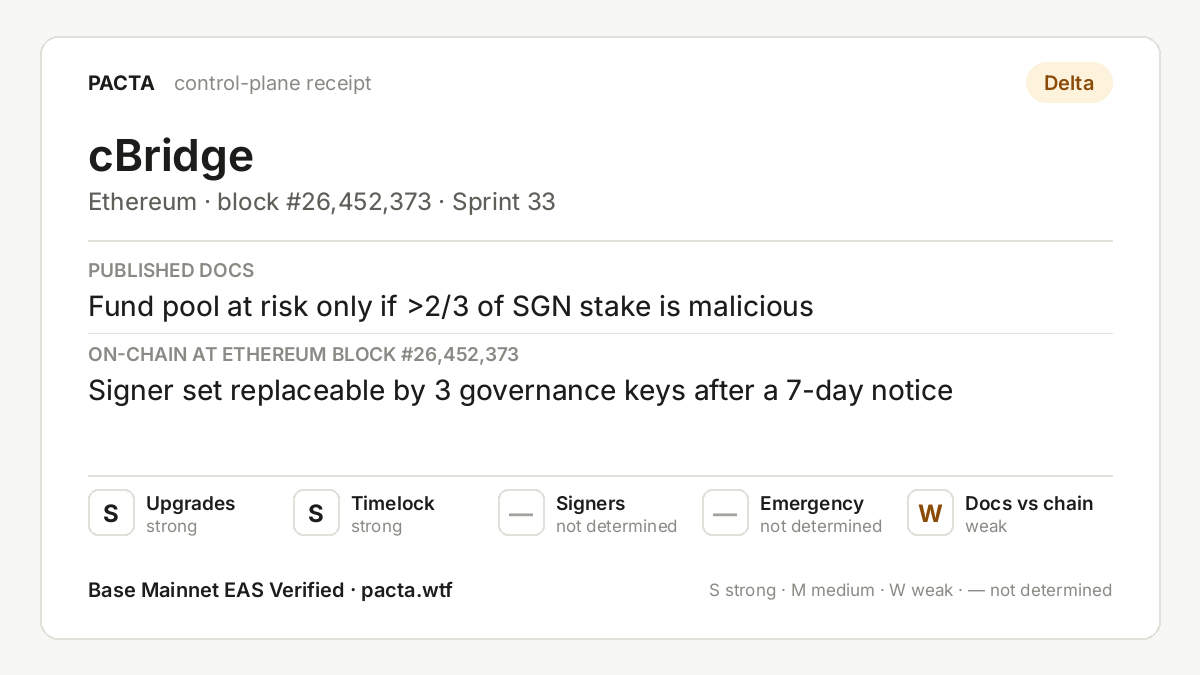 PACTA control-plane receipt Delta
cBridge
Ethereum · block #26,452,373 · Sprint 33
PUBLISHED DOCS
Fund pool at risk only if >2/3 of SGN stake is malicious
ON-CHAIN AT ETHEREUM BLOCK #26,452,373
Signer set replaceable by 3 governance keys after a 7-day notice
S Upgrades strong
S Timelock strong
— Signers not determined
— Emergency not determined
W Docs vs chain weak
Base Mainnet EAS Verified · pacta.wtf
S strong · M medium · W weak · — not determined